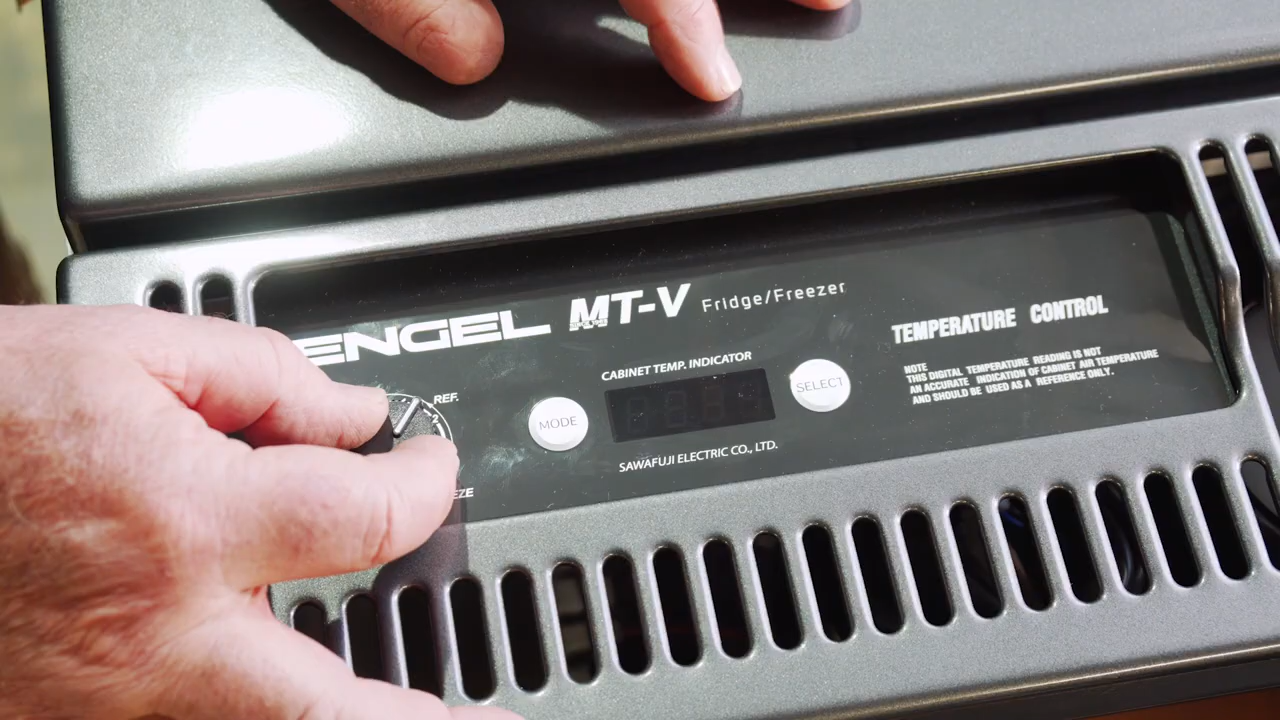 ENGEL MT-V Fridge/Freezer
TEMPERATURE CONTROL
NOTE
THIS DIGITAL TEMPERATURE READING IS NOT
AN ACCURATE INDICATION OF CABINET AIR TEMPERATURE
AND SHOULD BE USED AS A REFERENCE ONLY.
CABINET TEMP. INDICATOR
REF.
2
MODE
SELECT
SAWAFUJI ELECTRIC CO., LTD.